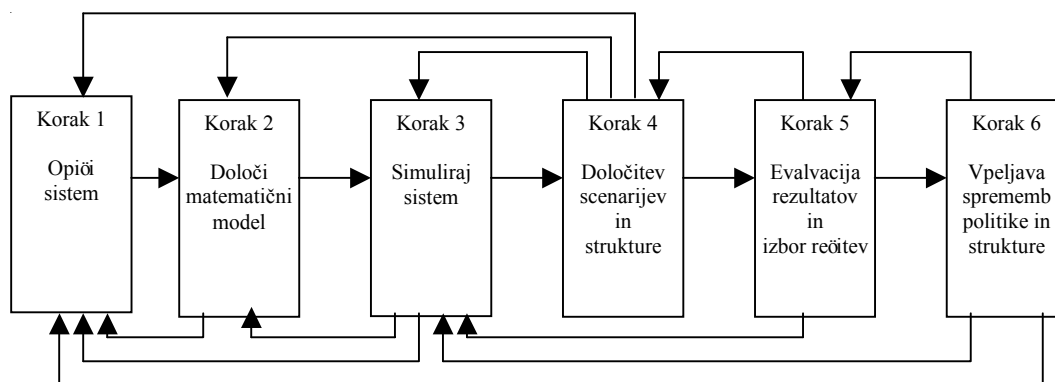 Korak 1
Opiöi
sistem
Korak 2
Določi
matematični
model
Korak 3
Simuliraj
sistem
Korak 4
Določitev
scenarijev
in
strukture
Korak 5
Evalvacija
rezultatov
in
izbor reöitev
Korak 6
Vpeljava
sprememb
politike in
strukture